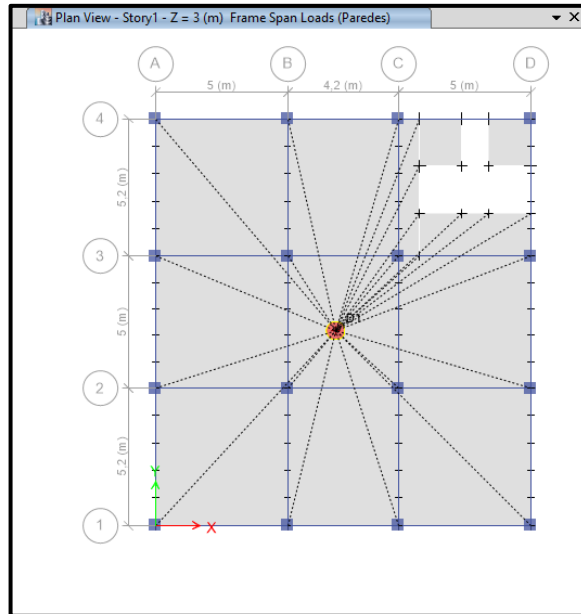 Plan View - Story1 - Z = 3 (m) Frame Span Loads (Paredes)
A B C D
5 (m) 4,2 (m) 5 (m)
4
5,2 (m)
3
5 (m)
D1
2
5,2 (m)
Y
1
X